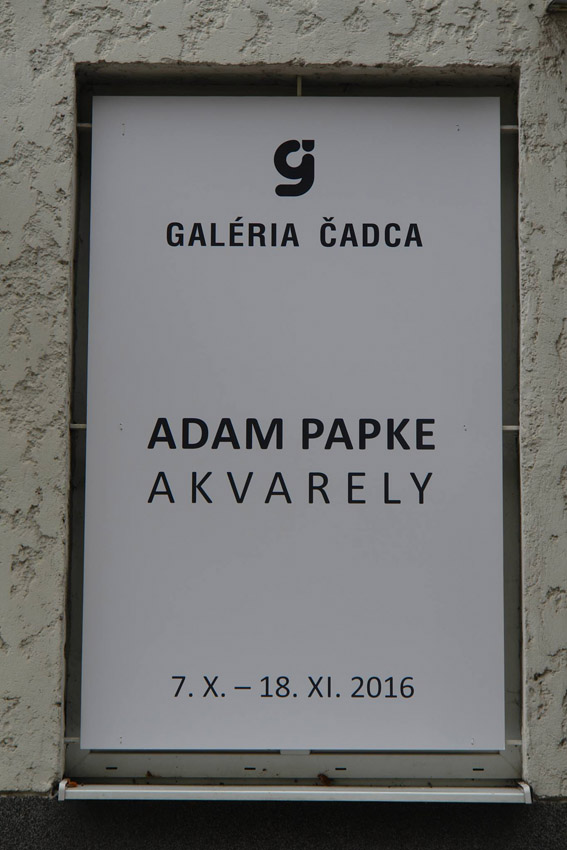 GALÉRIA ČADCA
ADAM PAPKE
AKVARELY
7. X. – 18. XI. 2016